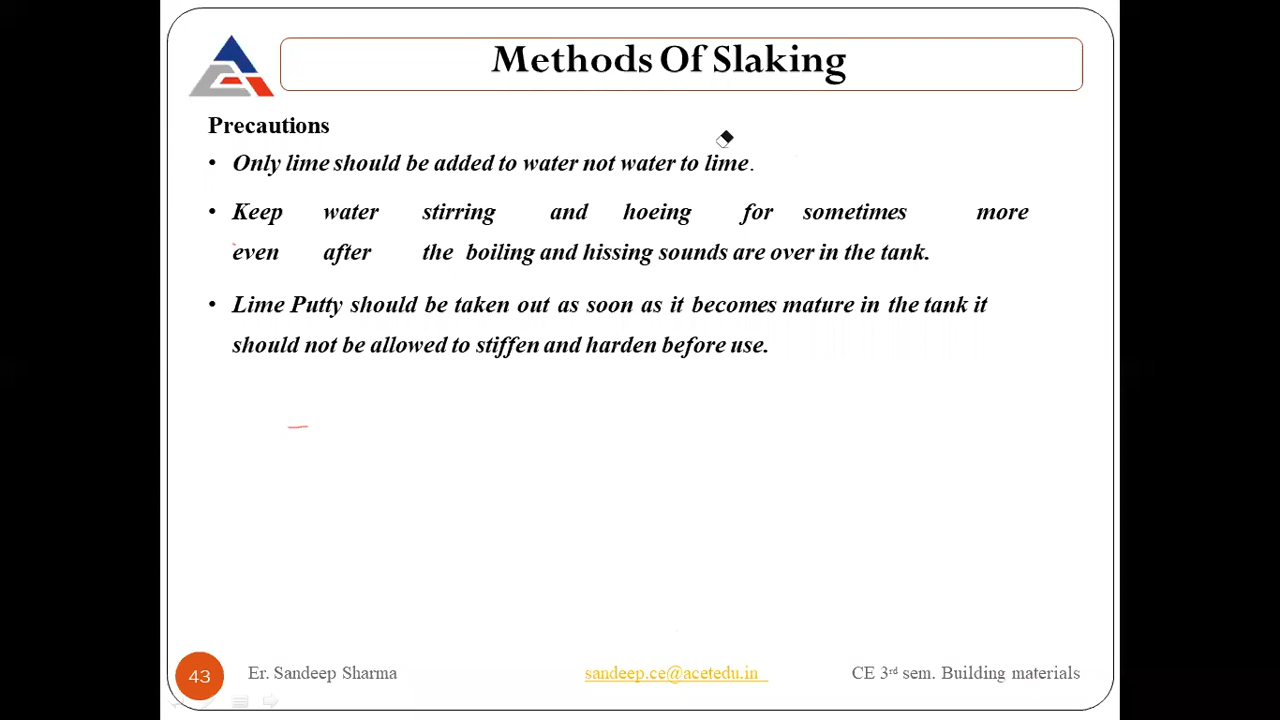 Methods Of Slaking
Precautions
• Only lime should be added to water not water to lime.
• Keep water stirring and hoeing for sometimes more
even after the boiling and hissing sounds are over in the tank.
• Lime Putty should be taken out as soon as it becomes mature in the tank it
should not be allowed to stiffen and harden before use.
43 Er. Sandeep Sharma sandeep.ce@acetedu.in CE 3rd sem. Building materials